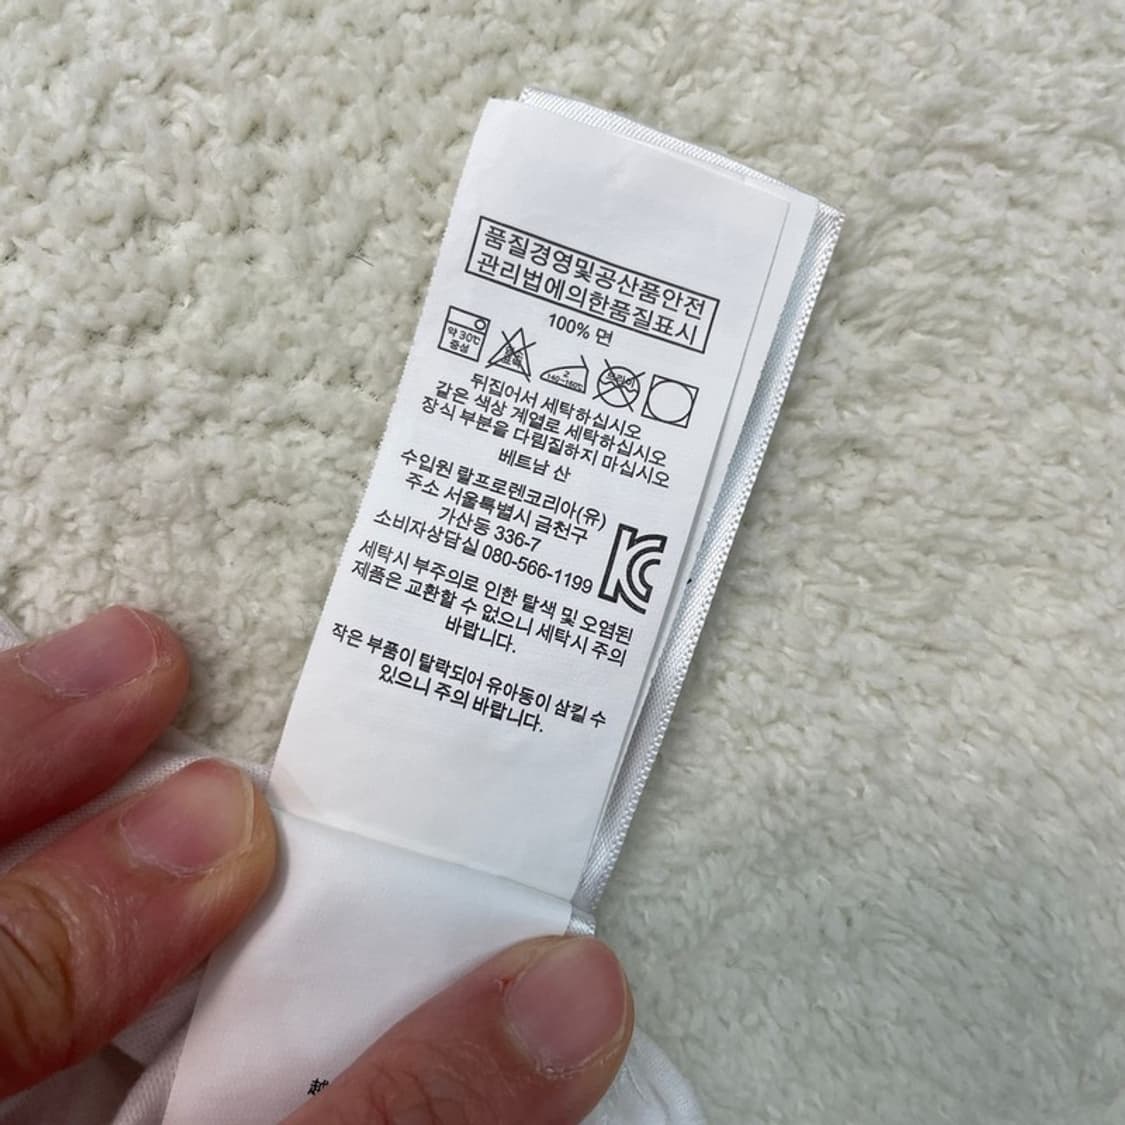 품질경영및공산품안전
관리법에의한품질표시
100% 면
약 30℃
중성
2
뒤집어서 세탁하십시오
같은 색상 계열로 세탁하십시오
장식 부분을 다림질하지 마십시오
베트남 산
수입원 랄프로렌코리아(유)
주소 서울특별시 금천구
가산동 336-7
소비자상담실 080-566-1199
세탁시 부주의로 인한 탈색 및 오염된
제품은 교환할 수 없으니 세탁시 주의
바랍니다.
작은 부품이 탈락되어 유아동이 삼킬 수
있으니 주의 바랍니다.
越